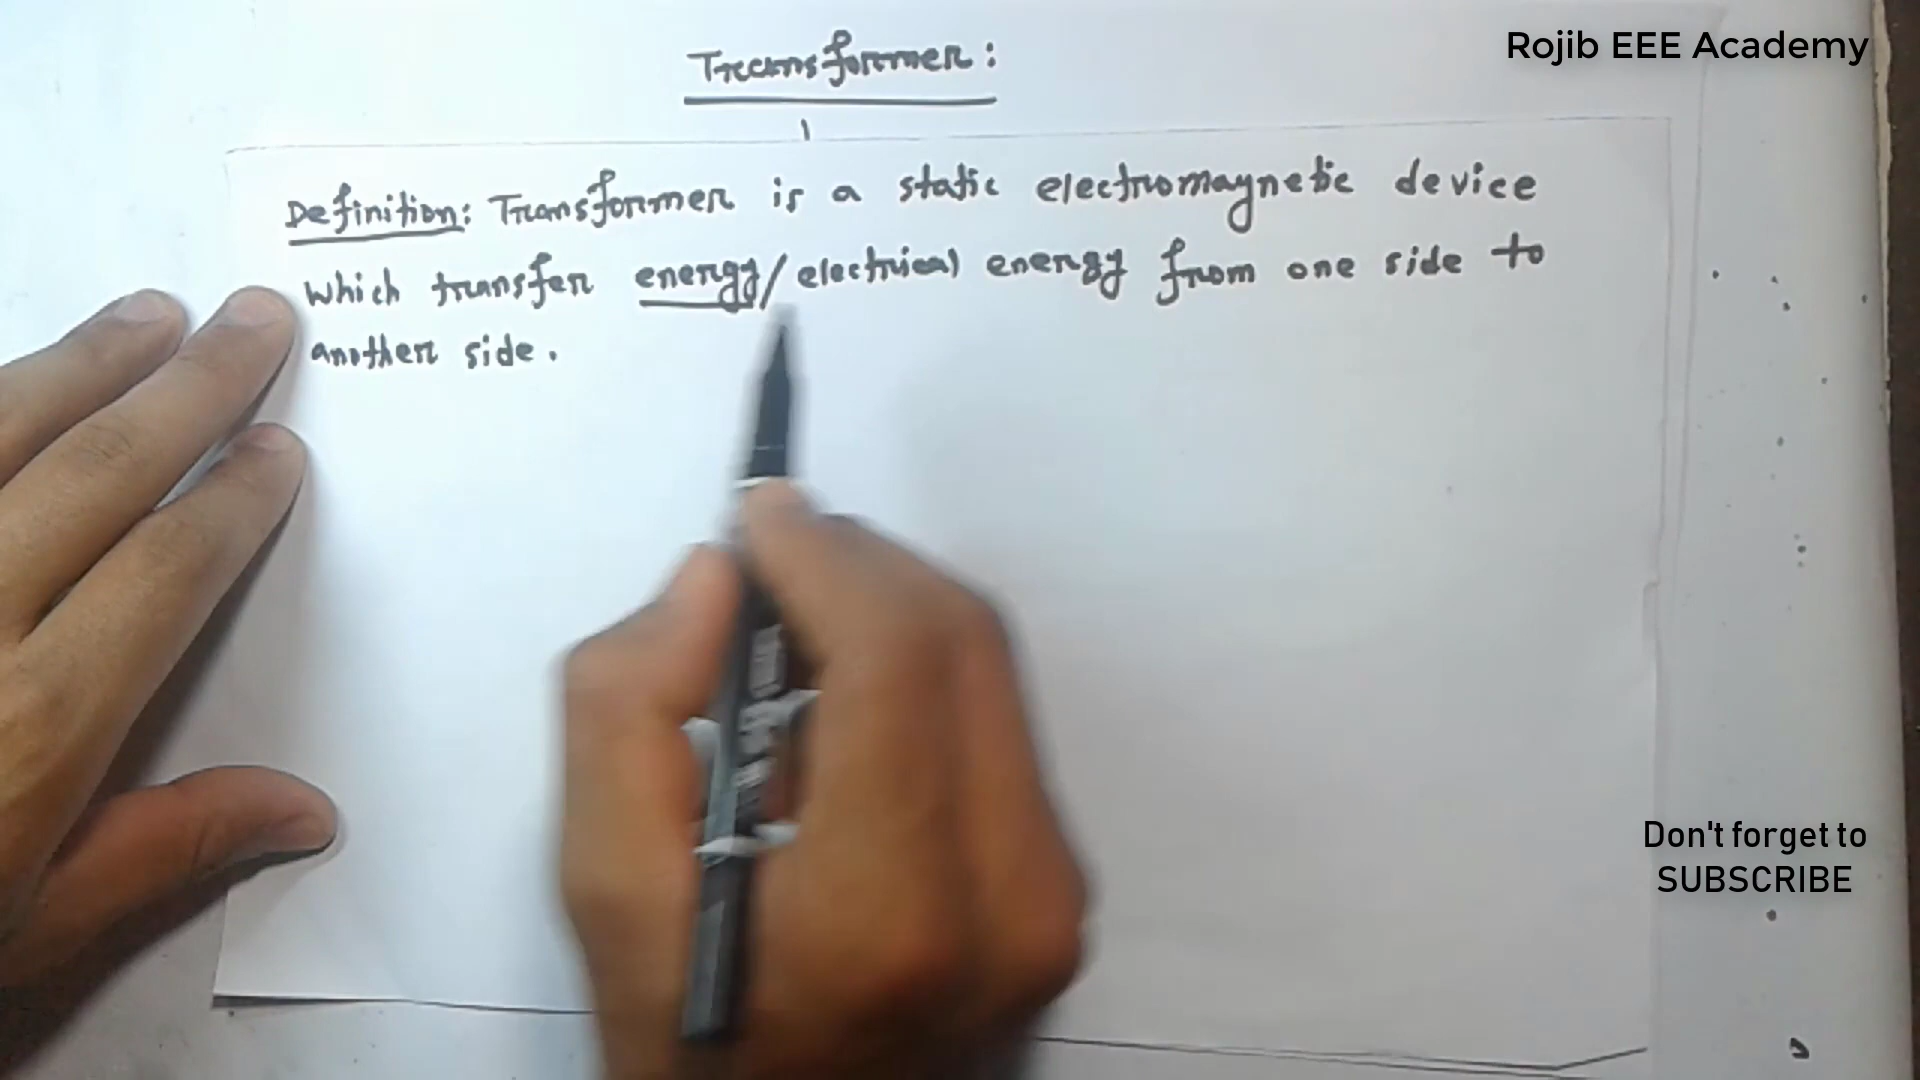 Transformer:
Rojib EEE Academy
Definition: Transformer is a static electromagnetic device
which transfer energy/electrical energy from one side to
another side.
Don't forget to
SUBSCRIBE